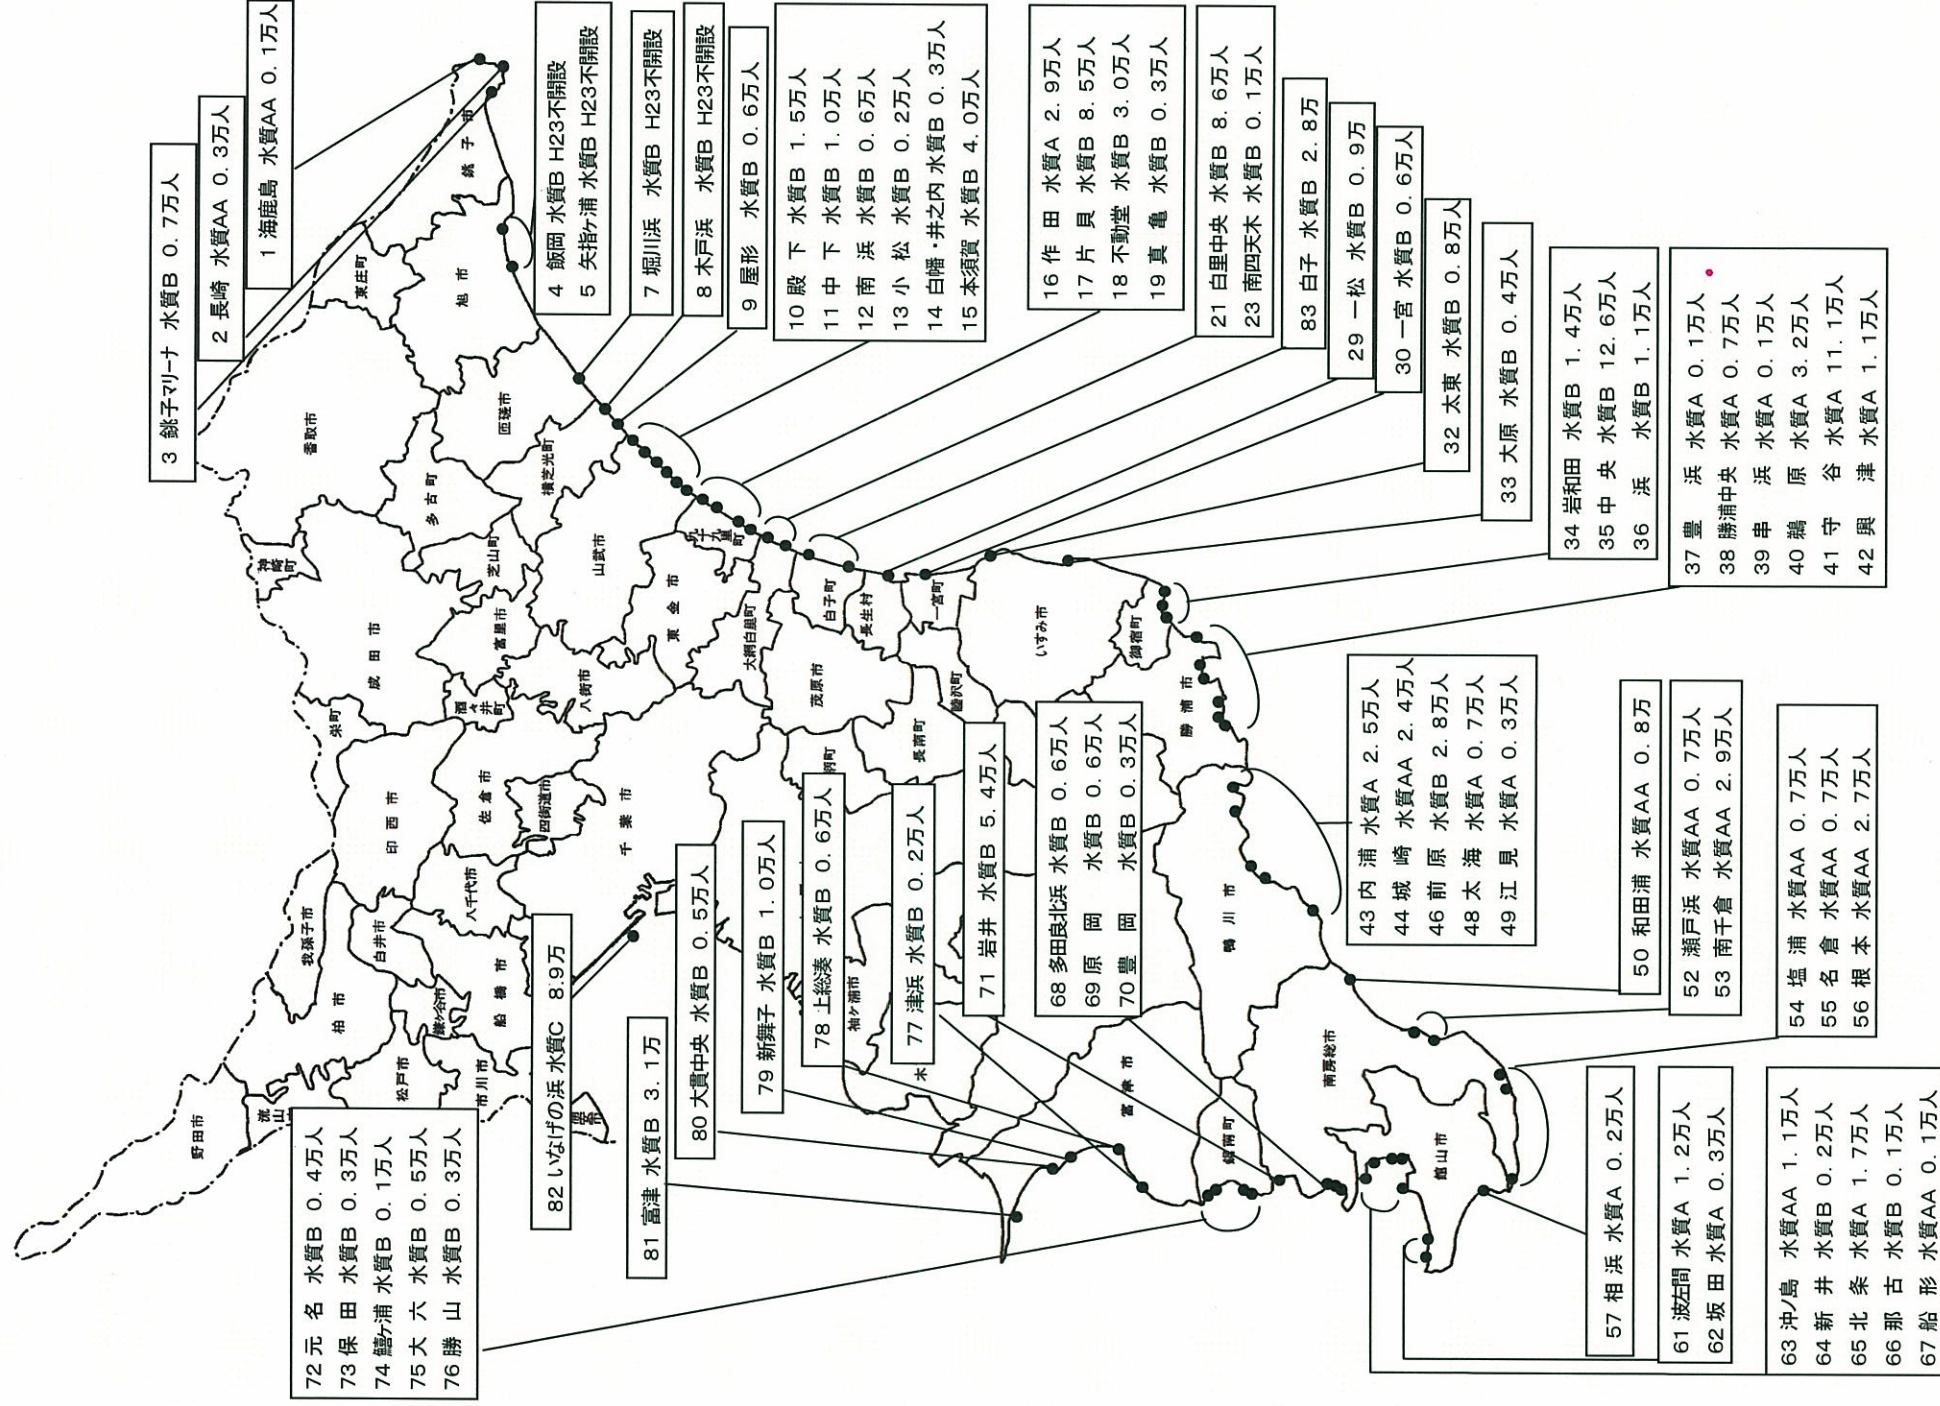 3 銚子マリーナ 水質B 0.7万人
2 長崎 水質AA 0.3万人
1 海鹿島 水質AA 0.1万人
4 飯岡 水質B H23不開設
5 矢指ケ浦 水質B H23不開設
7 堀川浜 水質B H23不開設
8 木戸浜 水質B H23不開設
9 屋形 水質B 0.6万人
10 殿下 水質B 1.5万人
11 中下 水質B 1.0万人
12 南浜 水質B 0.6万人
13 小松 水質B 0.2万人
14 白幡・井之内 水質B 0.3万人
15 本須賀 水質B 4.0万人
16 作田 水質A 2.9万人
17 片貝 水質B 8.5万人
18 不動堂 水質B 3.0万人
19 真亀 水質B 0.3万人
21 白里中央 水質B 8.6万人
23 南四天木 水質B 0.1万人
83 白子 水質B 2.8万
29 一松 水質B 0.9万
30 一宮 水質B 0.6万人
32 太東 水質B 0.8万人
33 大原 水質B 0.4万人
34 岩和田 水質B 1.4万人
35 中央 水質B 12.6万人
36 浜 水質B 1.1万人
37 豊浜 水質A 0.1万人
38 勝浦中央 水質A 0.7万人
39 串浜 水質A 0.1万人
40 鵜原 水質A 3.2万人
41 守谷 水質A 11.1万人
42 興津 水質A 1.1万人
43 内浦 水質A 2.5万人
44 城崎 水質AA 2.4万人
46 前原 水質B 2.8万人
48 太海 水質A 0.7万人
49 江見 水質A 0.3万人
50 和田浦 水質AA 0.8万
52 瀬戸浜 水質AA 0.7万人
53 南千倉 水質AA 2.9万人
54 塩浦 水質AA 0.7万人
55 名倉 水質AA 0.7万人
56 根本 水質AA 2.7万人
57 相浜 水質A 0.2万人
61 波左間 水質A 1.2万人
62 坂田 水質A 0.3万人
63 沖ノ島 水質AA 1.1万人
64 新井 水質B 0.2万人
65 北条 水質A 1.7万人
66 那古 水質B 0.1万人
67 船形 水質AA 0.1万人
68 多田良北浜 水質B 0.6万人
69 原岡 水質B 0.6万人
70 豊岡 水質B 0.3万人
71 岩井 水質B 5.4万人
72 元名 水質B 0.4万人
73 保田 水質B 0.3万人
74 鱚ケ浦 水質B 0.1万人
75 大六 水質B 0.5万人
76 勝山 水質B 0.3万人
77 津浜 水質B 0.2万人
78 上総湊 水質B 0.6万人
79 新舞子 水質B 1.0万人
80 大貫中央 水質B 0.5万人
81 富津 水質B 3.1万
82 いなげの浜 水質C 8.9万
銚子市
東庄町
旭市
香取市
匝瑳市
多古町
横芝光町
神崎町
芝山町
山武市
九十九里町
成田市
富里市
東金市
白子町
長生村
一宮町
大網白里町
いすみ市
御宿町
八街市
酒々井町
栄町
茂原市
睦沢町
勝浦市
長南町
印西市
佐倉市
四街道市
千葉市
八千代市
我孫子市
白井市
鴨川市
柏市
鎌ケ谷市
船橋市
袖ケ浦市
木
松戸市
市川市
富津市
南房総市
野田市
流山
鋸南町
館山市